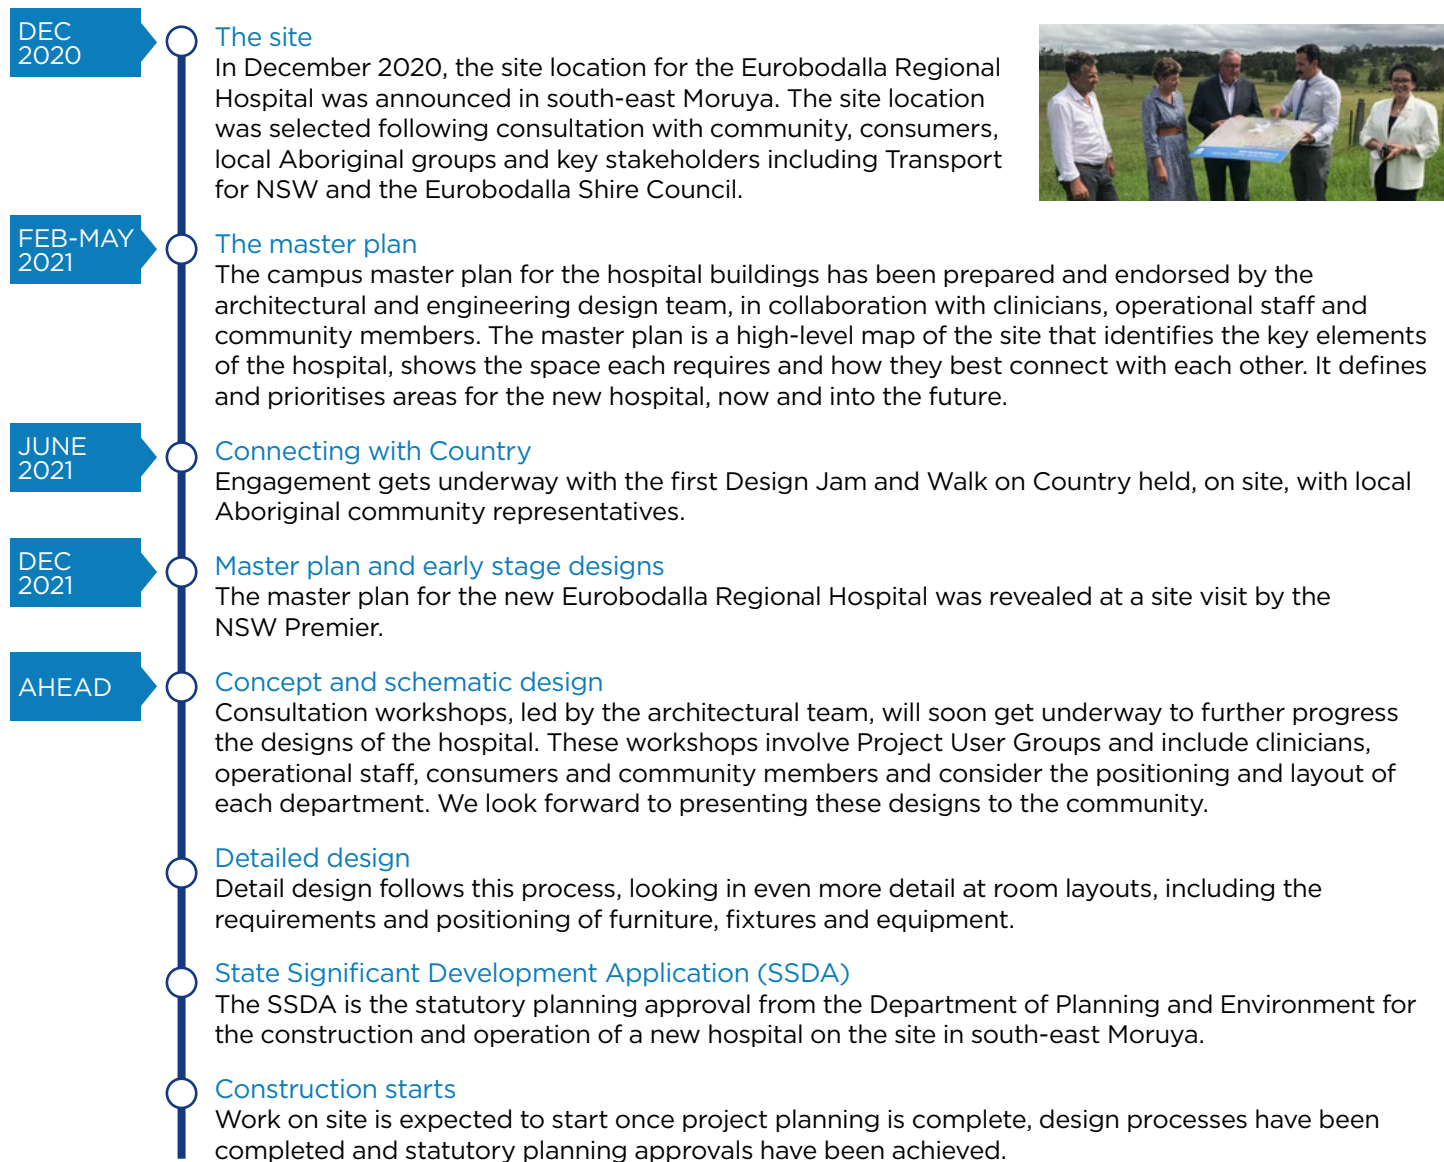 DEC
2020
The site
In December 2020, the site location for the Eurobodalla Regional
Hospital was announced in south-east Moruya. The site location
was selected following consultation with community, consumers,
local Aboriginal groups and key stakeholders including Transport
for NSW and the Eurobodalla Shire Council.
FEB-MAY
2021
The master plan
The campus master plan for the hospital buildings has been prepared and endorsed by the
architectural and engineering design team, in collaboration with clinicians, operational staff and
community members. The master plan is a high-level map of the site that identifies the key elements
of the hospital, shows the space each requires and how they best connect with each other. It defines
and prioritises areas for the new hospital, now and into the future.
JUNE
2021
Connecting with Country
Engagement gets underway with the first Design Jam and Walk on Country held, on site, with local
Aboriginal community representatives.
DEC
2021
Master plan and early stage designs
The master plan for the new Eurobodalla Regional Hospital was revealed at a site visit by the
NSW Premier.
AHEAD
Concept and schematic design
Consultation workshops, led by the architectural team, will soon get underway to further progress
the designs of the hospital. These workshops involve Project User Groups and include clinicians,
operational staff, consumers and community members and consider the positioning and layout of
each department. We look forward to presenting these designs to the community.
Detailed design
Detail design follows this process, looking in even more detail at room layouts, including the
requirements and positioning of furniture, fixtures and equipment.
State Significant Development Application (SSDA)
The SSDA is the statutory planning approval from the Department of Planning and Environment for
the construction and operation of a new hospital on the site in south-east Moruya.
Construction starts
Work on site is expected to start once project planning is complete, design processes have been
completed and statutory planning approvals have been achieved.